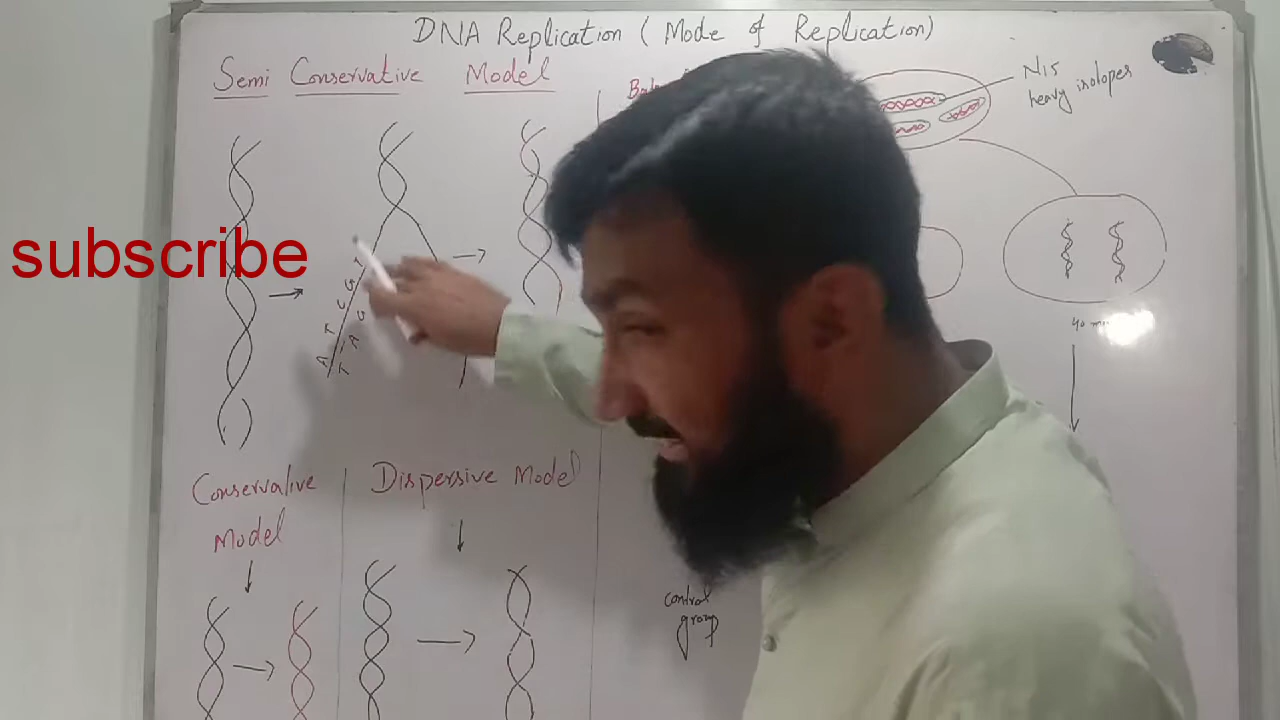 DNA Replication ( Mode of Replication)
Semi Conservative Model
N15
heavy isotopes
subscribe
Conservative
Model
Dispersive Model
control
group